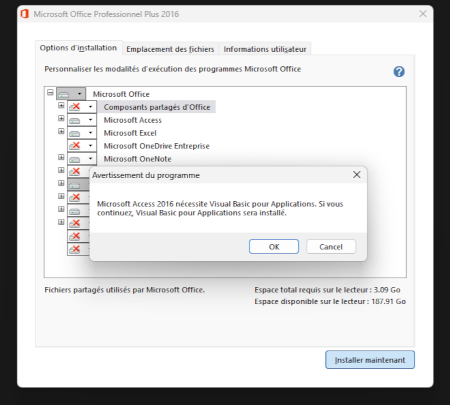 Microsoft Office Professionnel Plus 2016
Options d'installation
Emplacement des fichiers
Informations utilisateur
Personnaliser les modalités d'exécution des programmes Microsoft Office
Microsoft Office
Composants partagés d'Office
Microsoft Access
Microsoft Excel
Microsoft OneDrive Entreprise
Microsoft OneNote
Avertissement du programme
Microsoft Access 2016 nécessite Visual Basic pour Applications. Si vous
continuez, Visual Basic pour Applications sera installé.
OK
Cancel
Fichiers partagés utilisés par Microsoft Office.
Espace total requis sur le lecteur : 3.09 Go
Espace disponible sur le lecteur : 187.91 Go
Installer maintenant